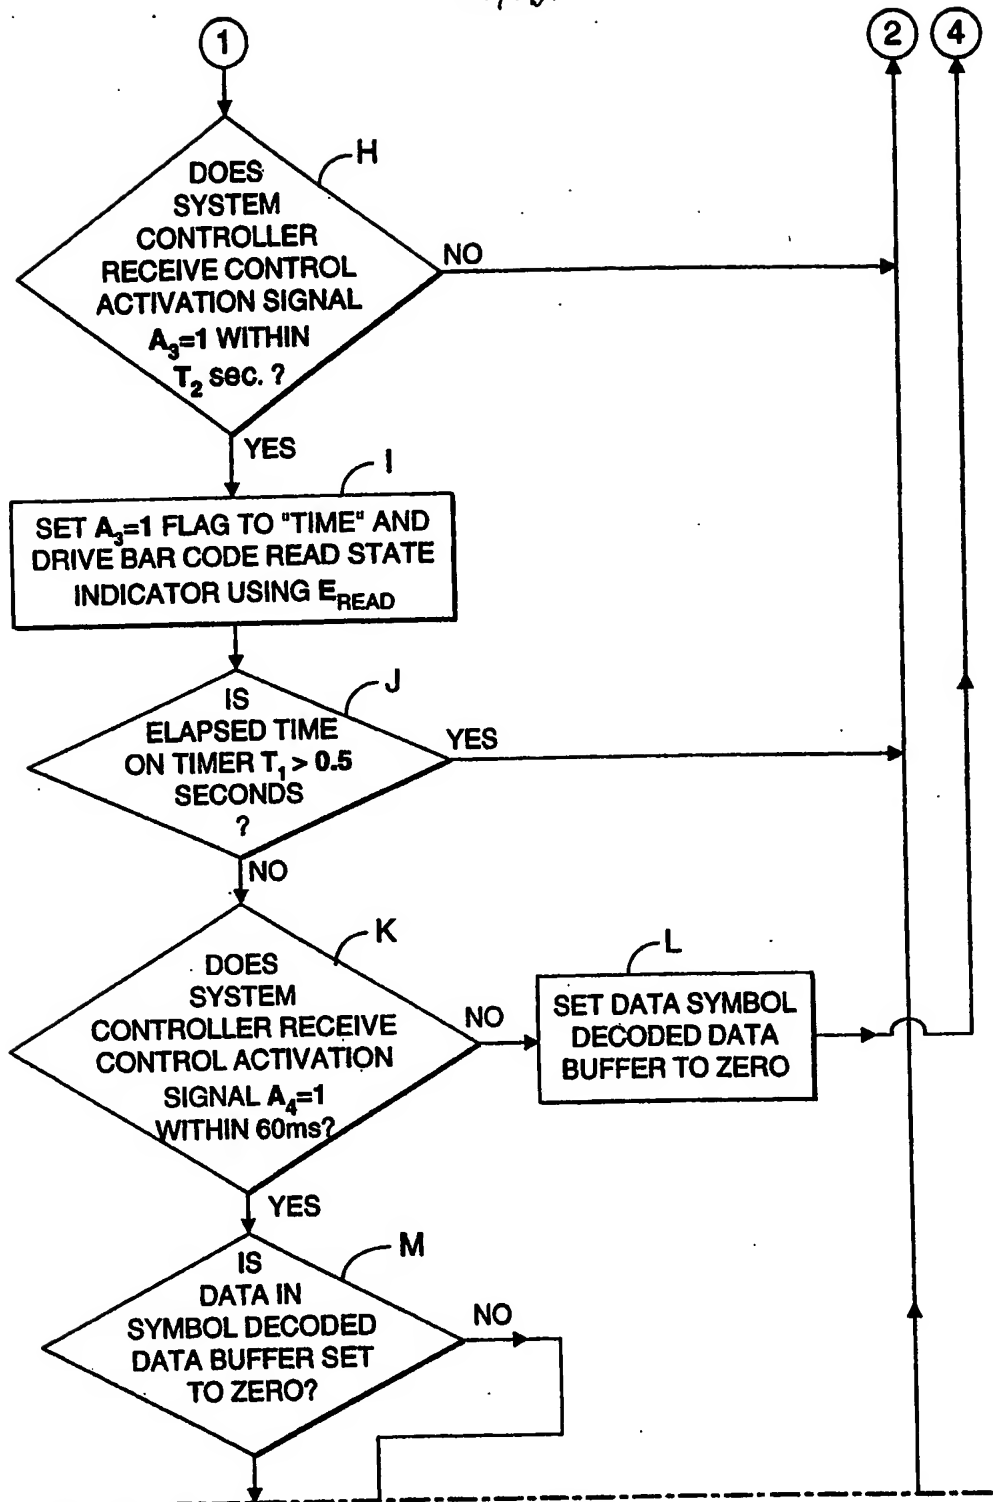 1
2
4
H
DOES
SYSTEM
CONTROLLER
RECEIVE CONTROL
ACTIVATION SIGNAL
A3=1 WITHIN
T2 sec. ?
NO
YES
I
SET A3=1 FLAG TO "TIME" AND
DRIVE BAR CODE READ STATE
INDICATOR USING EREAD
J
IS
ELAPSED TIME
ON TIMER T1 > 0.5
SECONDS
?
YES
NO
K
DOES
SYSTEM
CONTROLLER RECEIVE
CONTROL ACTIVATION
SIGNAL A4=1
WITHIN 60ms?
NO
L
SET DATA SYMBOL
DECODED DATA
BUFFER TO ZERO
YES
M
IS
DATA IN
SYMBOL DECODED
DATA BUFFER SET
TO ZERO?
NO